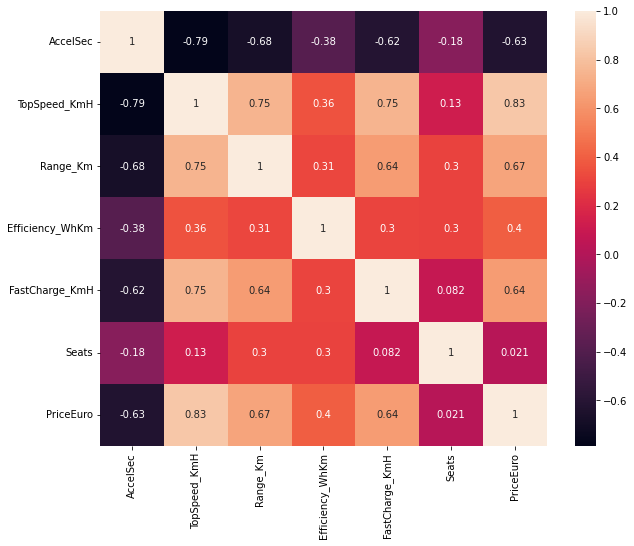 AccelSec 1 -0.79 -0.68 -0.38 -0.62 -0.18 -0.63
TopSpeed_KmH -0.79 1 0.75 0.36 0.75 0.13 0.83
Range_Km -0.68 0.75 1 0.31 0.64 0.3 0.67
Efficiency_WhKm -0.38 0.36 0.31 1 0.3 0.3 0.4
FastCharge_KmH -0.62 0.75 0.64 0.3 1 0.082 0.64
Seats -0.18 0.13 0.3 0.3 0.082 1 0.021
PriceEuro -0.63 0.83 0.67 0.4 0.64 0.021 1
AccelSec
TopSpeed_KmH
Range_Km
Efficiency_WhKm
FastCharge_KmH
Seats
PriceEuro
1.0
0.8
0.6
0.4
0.2
0.0
−0.2
−0.4
−0.6